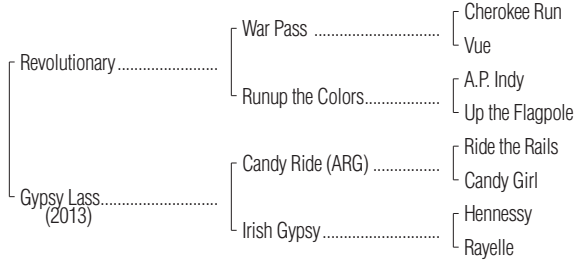 Cherokee Run
War Pass ......................................
Vue
Revolutionary ..............................
A.P. Indy
Runup the Colors.......................
Up the Flagpole
Ride the Rails
Candy Ride (ARG) ....................
Candy Girl
Gypsy Lass...................................
(2013)
Hennessy
Irish Gypsy...................................
Rayelle